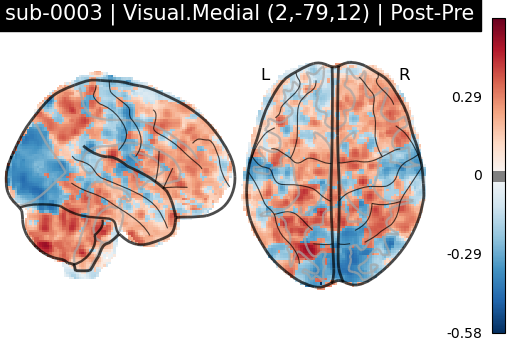 sub-0003 | Visual.Medial (2,-79,12) | Post-Pre
L R
0.29
0
-0.29
-0.58